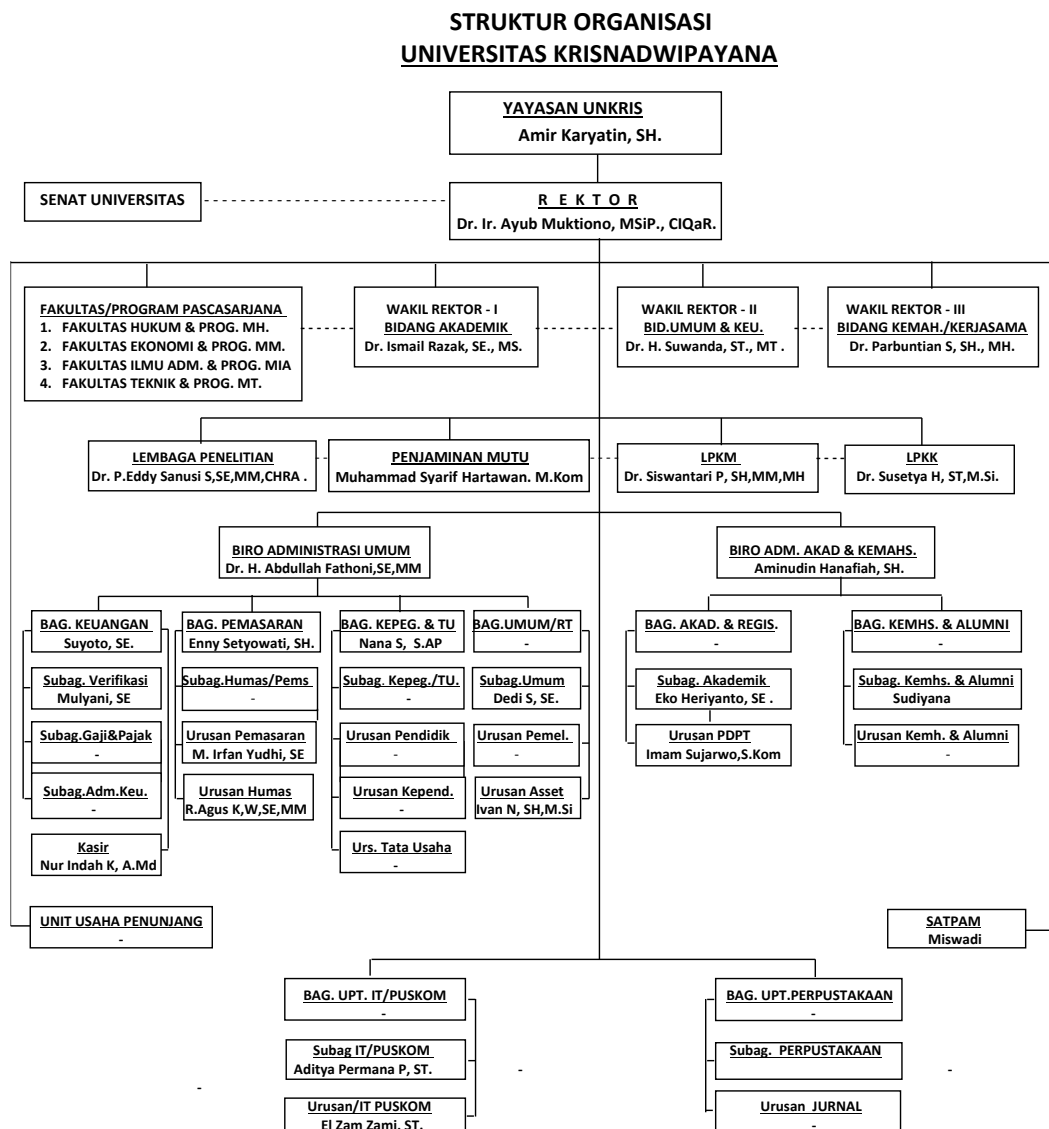 STRUKTUR ORGANISASI
UNIVERSITAS KRISNADWIPAYANA
YAYASAN UNKRIS
Amir Karyatin, SH.
SENAT UNIVERSITAS
R E K T O R
Dr. Ir. Ayub Muktiono, MSiP., CIQaR.
FAKULTAS/PROGRAM PASCASARJANA
1. FAKULTAS HUKUM & PROG. MH.
2. FAKULTAS EKONOMI & PROG. MM.
3. FAKULTAS ILMU ADM. & PROG. MIA
4. FAKULTAS TEKNIK & PROG. MT.
WAKIL REKTOR - I
BIDANG AKADEMIK
Dr. Ismail Razak, SE., MS.
WAKIL REKTOR - II
BID.UMUM & KEU.
Dr. H. Suwanda, ST., MT .
WAKIL REKTOR - III
BIDANG KEMAH./KERJASAMA
Dr. Parbuntian S, SH., MH.
LEMBAGA PENELITIAN
Dr. P.Eddy Sanusi S,SE,MM,CHRA .
PENJAMINAN MUTU
Muhammad Syarif Hartawan. M.Kom
LPKM
Dr. Siswantari P, SH,MM,MH
LPKK
Dr. Susetya H, ST,M.Si.
BIRO ADMINISTRASI UMUM
Dr. H. Abdullah Fathoni,SE,MM
BIRO ADM. AKAD & KEMAHS.
Aminudin Hanafiah, SH.
BAG. KEUANGAN
Suyoto, SE.
BAG. PEMASARAN
Enny Setyowati, SH.
BAG. KEPEG. & TU
Nana S, S.AP
BAG.UMUM/RT
-
BAG. AKAD. & REGIS.
-
BAG. KEMHS. & ALUMNI
-
Subag. Verifikasi
Mulyani, SE
Subag.Humas/Pems
-
Subag. Kepeg./TU.
-
Subag.Umum
Dedi S, SE.
Subag. Akademik
Eko Heriyanto, SE .
Subag. Kemhs. & Alumni
Sudiyana
Subag.Gaji&Pajak
-
Urusan Pemasaran
M. Irfan Yudhi, SE
Urusan Pendidik
-
Urusan Pemel.
-
Urusan PDPT
Imam Sujarwo,S.Kom
Urusan Kemh. & Alumni
-
Subag.Adm.Keu.
-
Urusan Humas
R.Agus K,W,SE,MM
Urusan Kepend.
-
Urusan Asset
Ivan N, SH,M.Si
Kasir
Nur Indah K, A.Md
Urs. Tata Usaha
-
UNIT USAHA PENUNJANG
-
SATPAM
Miswadi
BAG. UPT. IT/PUSKOM
-
BAG. UPT.PERPUSTAKAAN
-
Subag IT/PUSKOM
Aditya Permana P, ST.
-
Subag. PERPUSTAKAAN
-
-
Urusan/IT PUSKOM
El Zam Zami, ST.
Urusan JURNAL
-